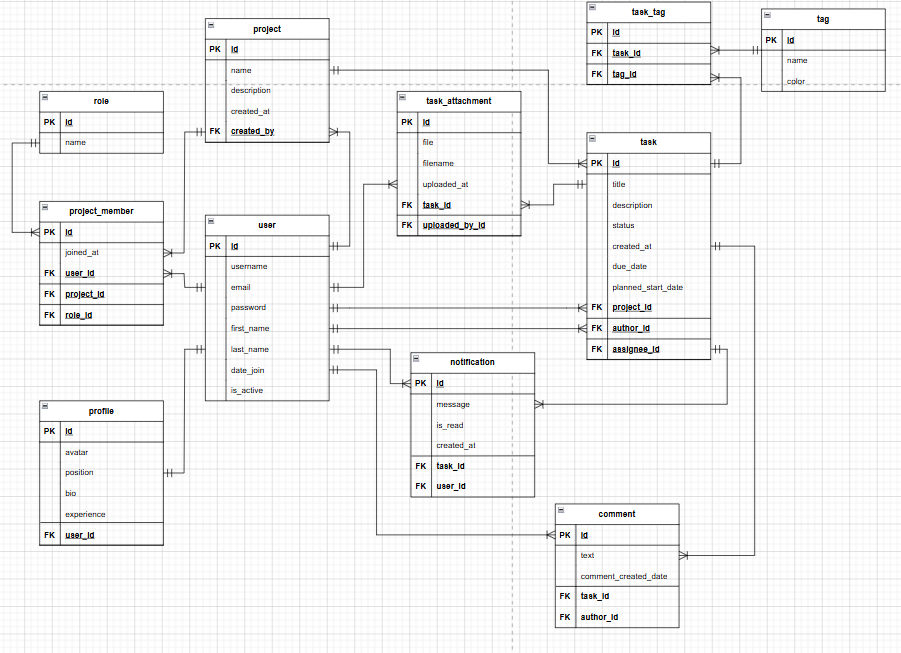 project
PK id
name
description
created_at
FK created_by
task_tag
PK id
FK task_id
FK tag_id
tag
PK id
name
color
role
PK id
name
task_attachment
PK id
file
filename
uploaded_at
FK task_id
FK uploaded_by_id
task
PK id
title
description
status
created_at
due_date
planned_start_date
FK project_id
FK author_id
FK assignee_id
project_member
PK id
joined_at
FK user_id
FK project_id
FK role_id
user
PK id
username
email
password
first_name
last_name
date_join
is_active
notification
PK id
message
is_read
created_at
FK task_id
FK user_id
profile
PK id
avatar
position
bio
experience
FK user_id
comment
PK id
text
comment_created_date
FK task_id
FK author_id